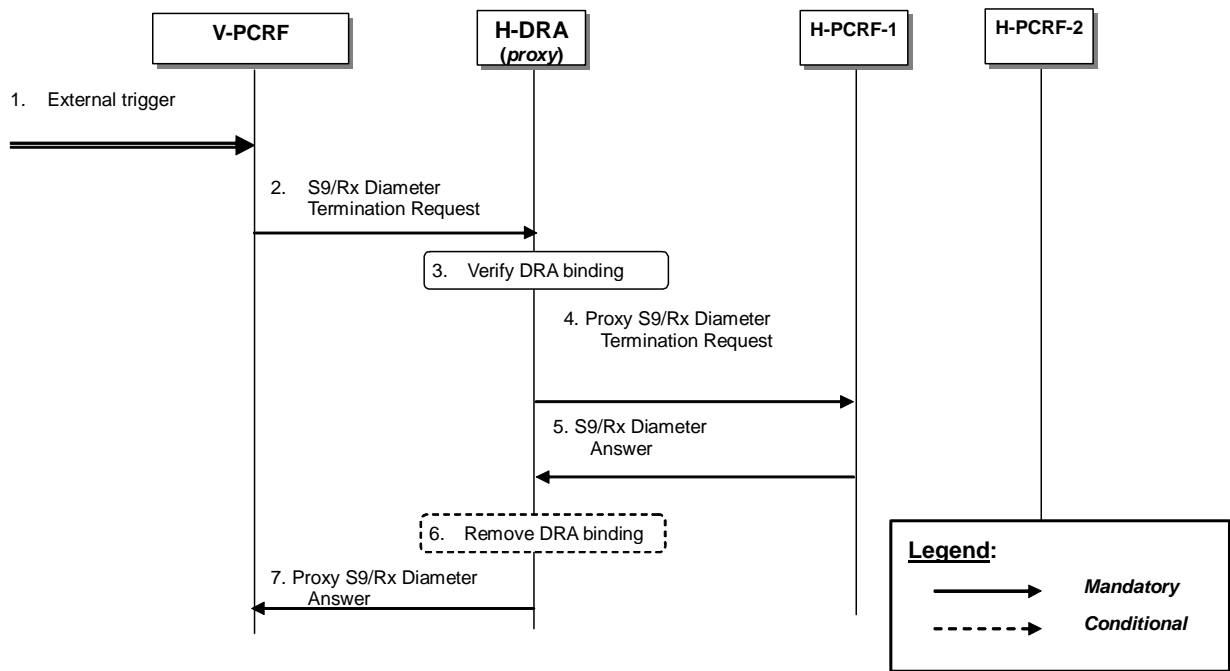 V-PCRF
H-DRA
(proxy)
H-PCRF-1
H-PCRF-2
1. External trigger
2. S9/Rx Diameter
Termination Request
3. Verify DRA binding
4. Proxy S9/Rx Diameter
Termination Request
5. S9/Rx Diameter
Answer
6. Remove DRA binding
7. Proxy S9/Rx Diameter
Answer
Legend:
Mandatory
Conditional